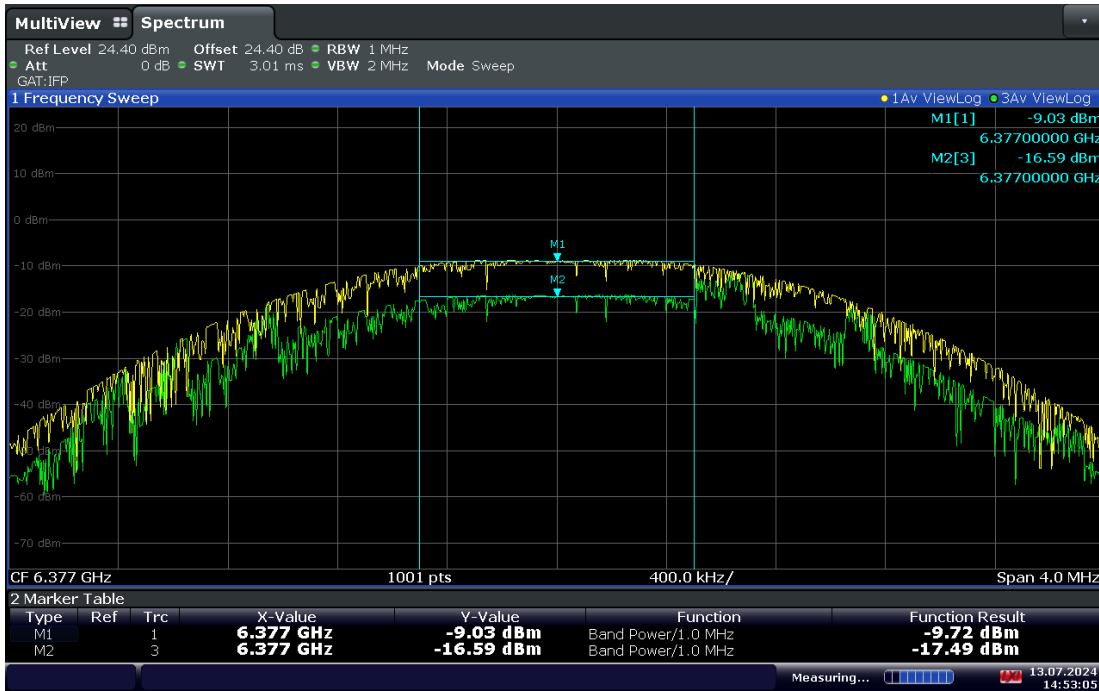 MultiView Spectrum
Ref Level 24.40 dBm Offset 24.40 dB RBW 1 MHz
Att 0 dB SWT 3.01 ms VBW 2 MHz Mode Sweep
GAT:IFP
1 Frequency Sweep 1Av ViewLog 3Av ViewLog
M1[1] -9.03 dBm
6.37700000 GHz
M2[3] -16.59 dBm
6.37700000 GHz
20 dBm
10 dBm
0 dBm
M1
-10 dBm
M2
-20 dBm
-30 dBm
-40 dBm
-60 dBm
-70 dBm
CF 6.377 GHz 1001 pts 400.0 kHz/ Span 4.0 MHz
2 Marker Table
Type Ref Trc X-Value Y-Value Function Function Result
M1 1 6.377 GHz -9.03 dBm Band Power/1.0 MHz -9.72 dBm
M2 3 6.377 GHz -16.59 dBm Band Power/1.0 MHz -17.49 dBm
Measuring... 13.07.2024
14:53:05